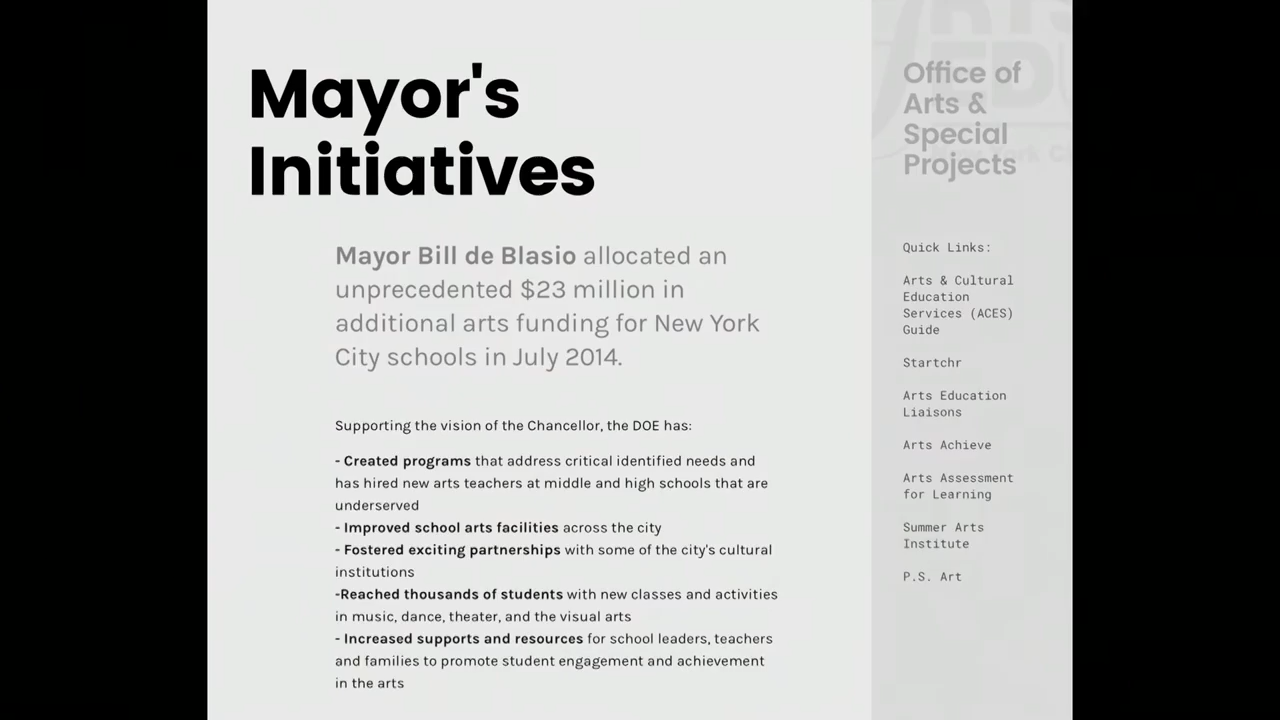 Mayor's
Initiatives
Mayor Bill de Blasio allocated an
unprecedented $23 million in
additional arts funding for New York
City schools in July 2014.
Supporting the vision of the Chancellor, the DOE has:
- Created programs that address critical identified needs and
has hired new arts teachers at middle and high schools that are
underserved
- Improved school arts facilities across the city
- Fostered exciting partnerships with some of the city's cultural
institutions
-Reached thousands of students with new classes and activities
in music, dance, theater, and the visual arts
- Increased supports and resources for school leaders, teachers
and families to promote student engagement and achievement
in the arts
Office of
Arts &
Special
Projects
Quick Links:
Arts & Cultural
Education
Services (ACES)
Guide
Startchr
Arts Education
Liaisons
Arts Achieve
Arts Assessment
for Learning
Summer Arts
Institute
P.S. Art